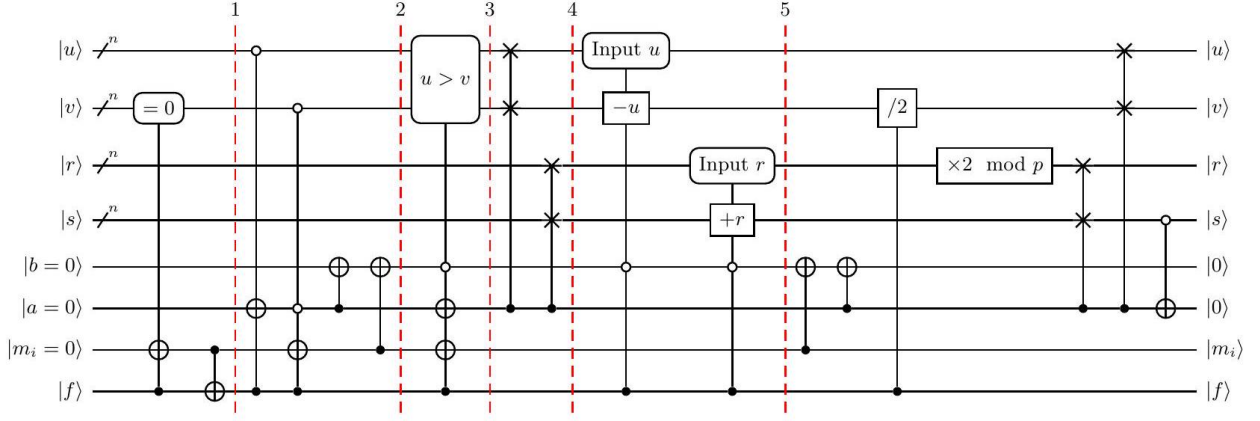 1 2 3 4 5
|u⟩ n Input u |u⟩
u > v
|v⟩ n = 0 −u /2 |v⟩
|r⟩ n Input r ×2 mod p |r⟩
|s⟩ n +r |s⟩
|b = 0⟩ |0⟩
|a = 0⟩ |0⟩
|m_i = 0⟩ |m_i⟩
|f⟩ |f⟩